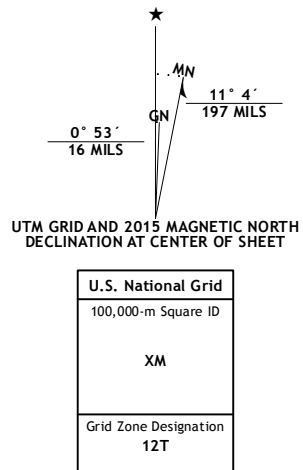 MN
GN
11° 4´
197 MILS
0° 53´
16 MILS
UTM GRID AND 2015 MAGNETIC NORTH
DECLINATION AT CENTER OF SHEET
U.S. National Grid
100,000-m Square ID
XM
Grid Zone Designation
12T